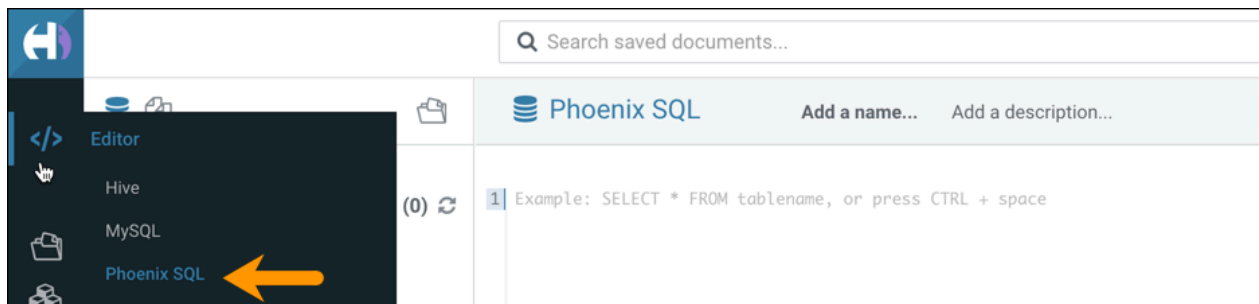 Search saved documents...
Phoenix SQL Add a name... Add a description...
</> Editor
Hive
(0)
MySQL
Phoenix SQL
1 Example: SELECT * FROM tablename, or press CTRL + space